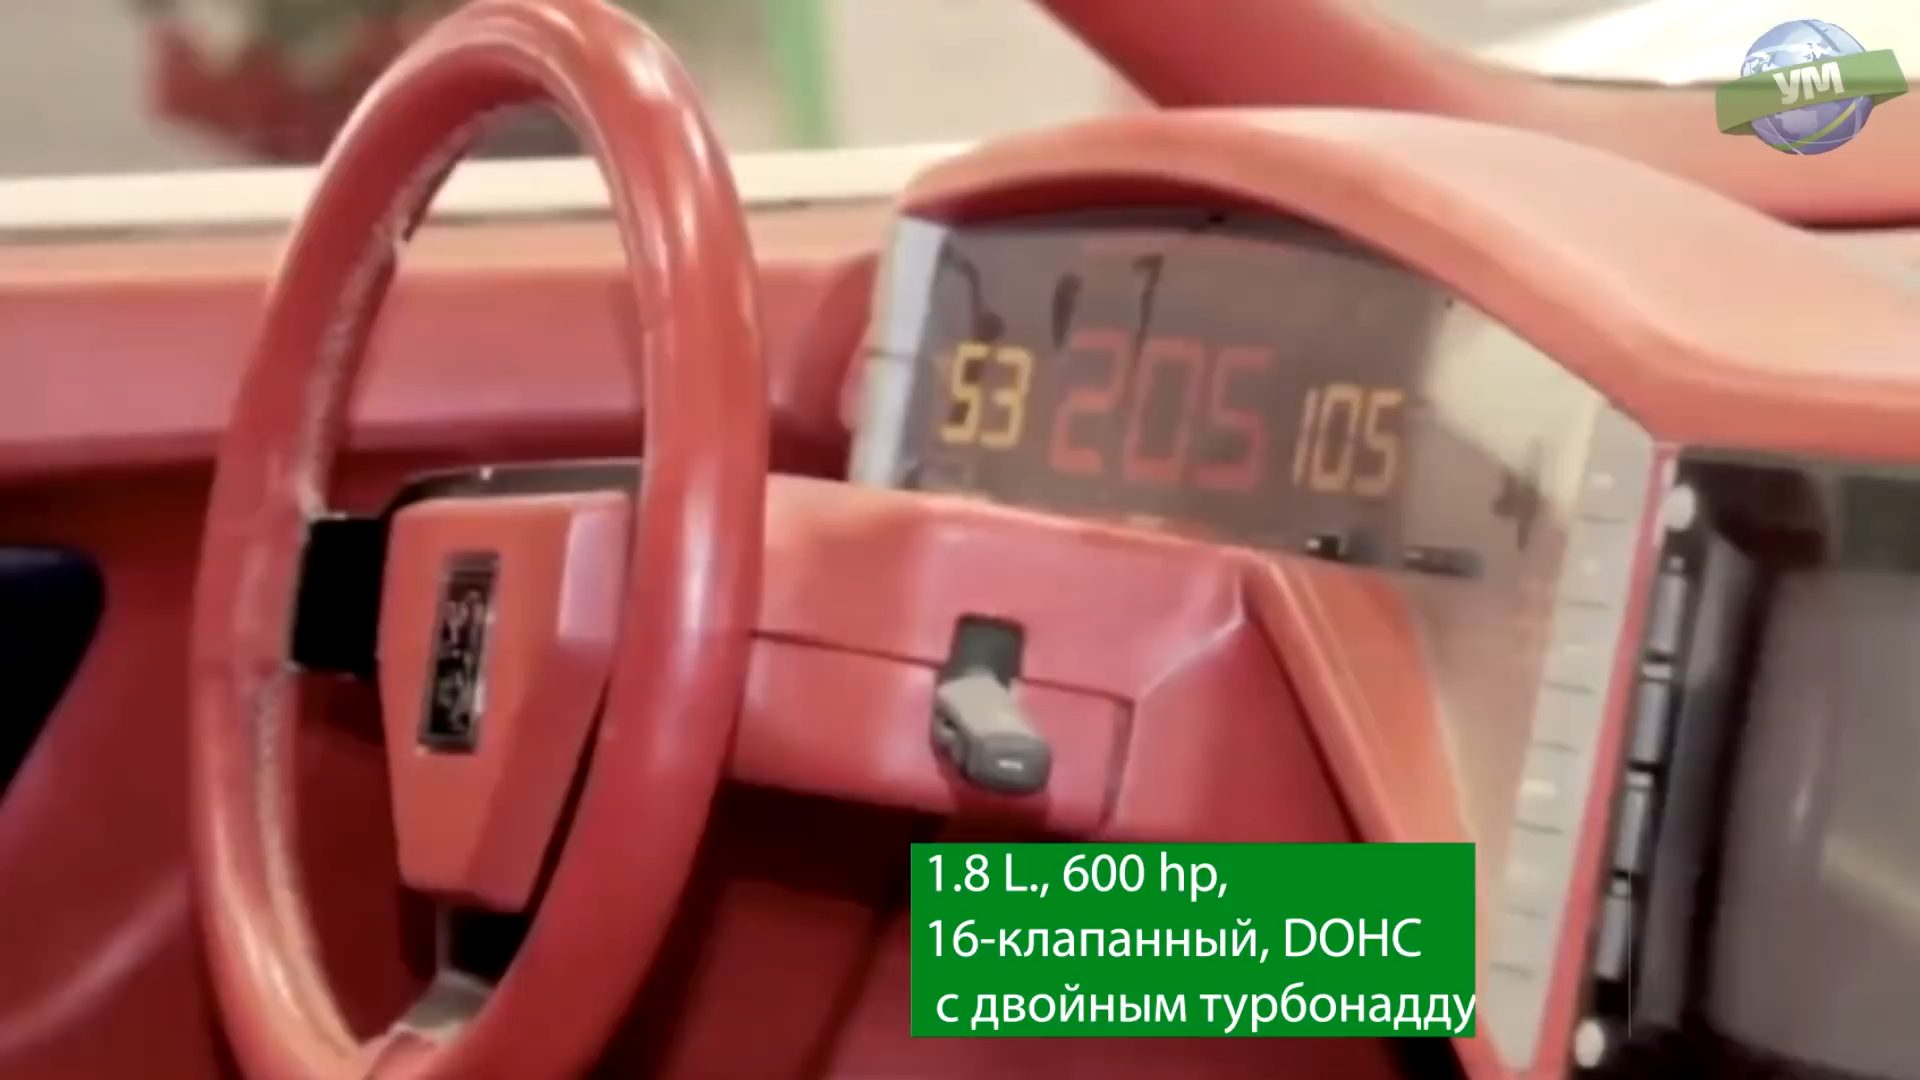 УМ
53 205 105
1.8 L., 600 hp,
16-клапанный, DOHC
с двойным турбонадду